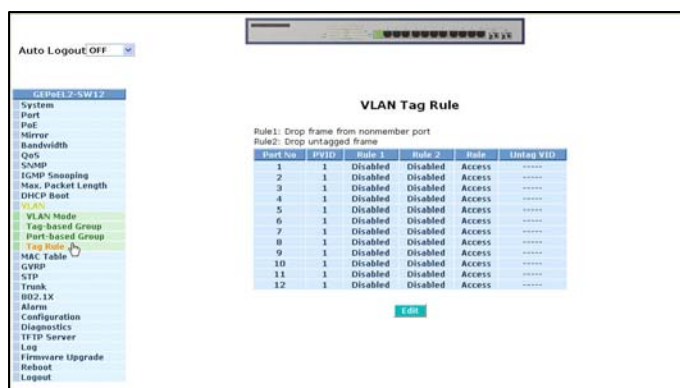 Auto Logout OFF
GEPoEL2-SW12
System
Port
PoE
Mirror
Bandwidth
QoS
SNMP
IGMP Snooping
Max. Packet Length
DHCP Boot
VLAN
VLAN Mode
Tag-based Group
Port-based Group
Tag Rule
MAC Table
GVRP
STP
Trunk
802.1X
Alarm
Configuration
Diagnostics
TFTP Server
Log
Firmware Upgrade
Reboot
Logout
VLAN Tag Rule
Rule1: Drop frame from nonmember port
Rule2: Drop untagged frame
Port No PVID Rule 1 Rule 2 Role Untag VID
1 1 Disabled Disabled Access -----
2 1 Disabled Disabled Access -----
3 1 Disabled Disabled Access -----
4 1 Disabled Disabled Access -----
5 1 Disabled Disabled Access -----
6 1 Disabled Disabled Access -----
7 1 Disabled Disabled Access -----
8 1 Disabled Disabled Access -----
9 1 Disabled Disabled Access -----
10 1 Disabled Disabled Access -----
11 1 Disabled Disabled Access -----
12 1 Disabled Disabled Access -----
Edit